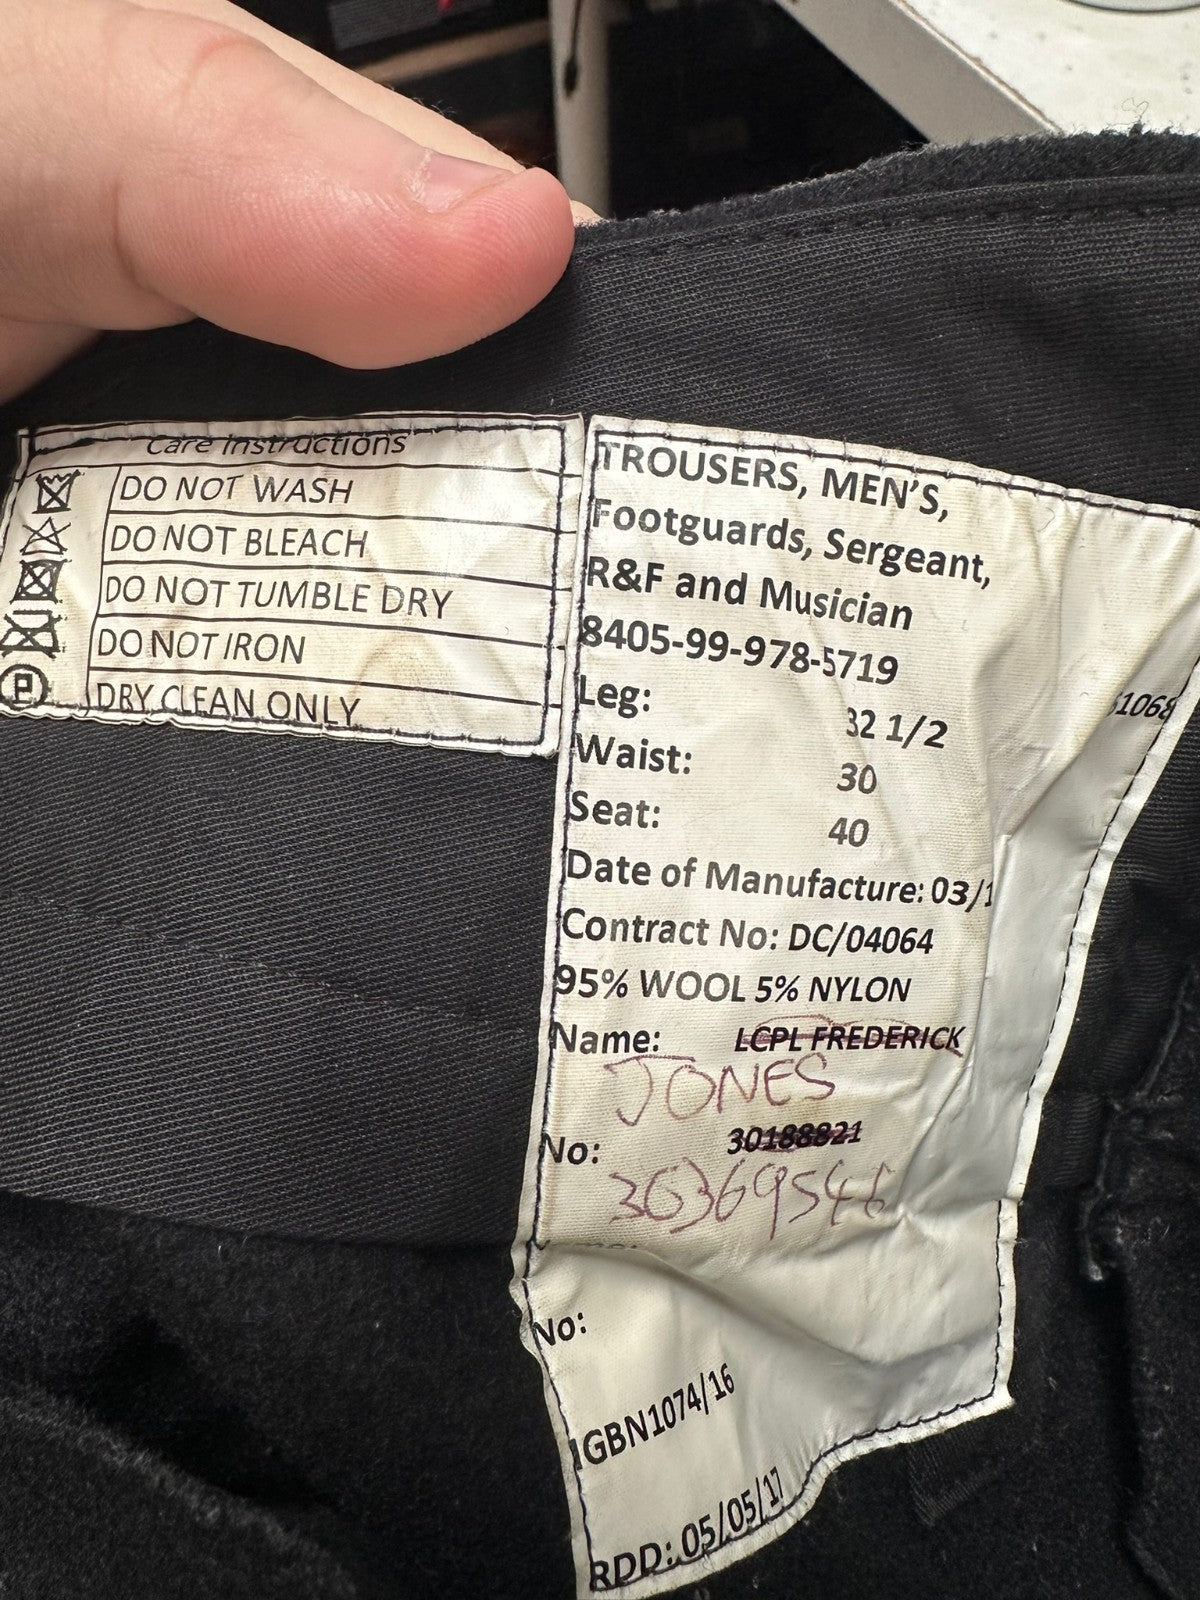 Care Instructions
DO NOT WASH
DO NOT BLEACH
DO NOT TUMBLE DRY
DO NOT IRON
P
DRY CLEAN ONLY
TROUSERS, MEN'S,
Footguards, Sergeant,
R&F and Musician
8405-99-978-5719
Leg: 32 1/2
Waist: 30
Seat: 40
Date of Manufacture: 03/1
Contract No: DC/04064
95% WOOL 5% NYLON
Name: LCPL FREDERICK
JONES
No: 30188821
No:
IGBN1074/16
RDD: 05/05/17